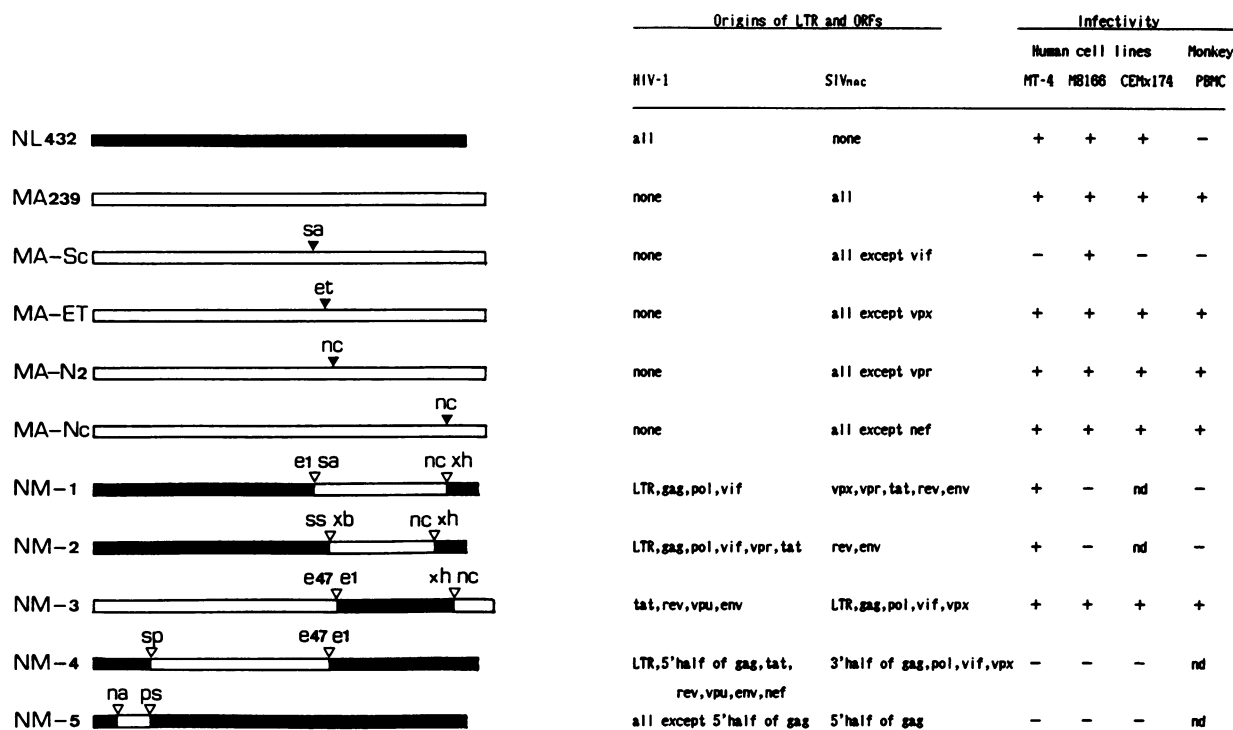 Origins of LTR and ORFs Infectivity
Human cell lines Monkey
HIV-1 SIVmac MT-4 M8166 CEMx174 PBMC
NL432 all none + + + −
MA239 none all + + + +
sa
MA-Sc none all except vif − + − −
et
MA-ET none all except vpx + + + +
nc
MA-N2 none all except vpr + + + +
nc
MA-Nc none all except nef + + + +
e1 sa nc xh
NM-1 LTR,gag,pol,vif vpx,vpr,tat,rev,env + − nd −
ss xb nc xh
NM-2 LTR,gag,pol,vif,vpr,tat rev,env + − nd −
e47 e1 xh nc
NM-3 tat,rev,vpu,env LTR,gag,pol,vif,vpx + + + +
sp e47 e1
NM-4 LTR,5'half of gag,tat, 3'half of gag,pol,vif,vpx − − − nd
rev,vpu,env,nef
na ps
NM-5 all except 5'half of gag 5'half of gag − − − nd